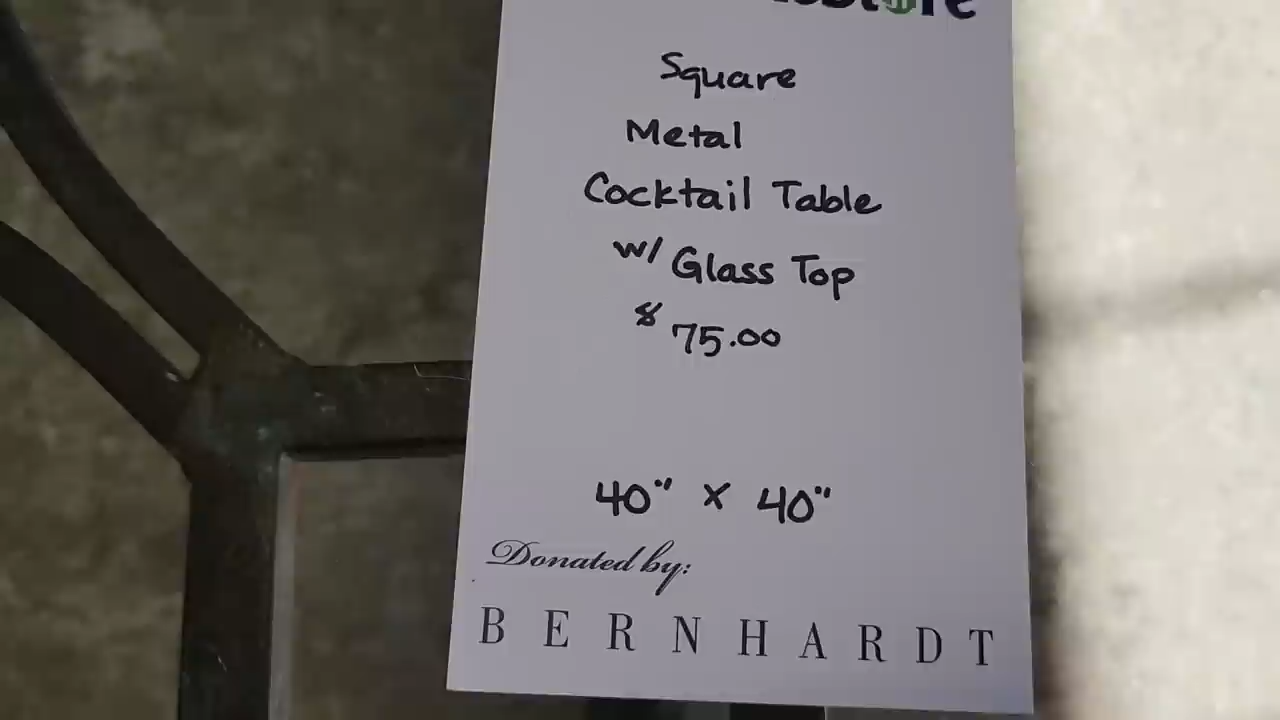 Square
Metal
Cocktail Table
w/ Glass Top
$75.00
40" x 40"
Donated by:
BERNHARDT